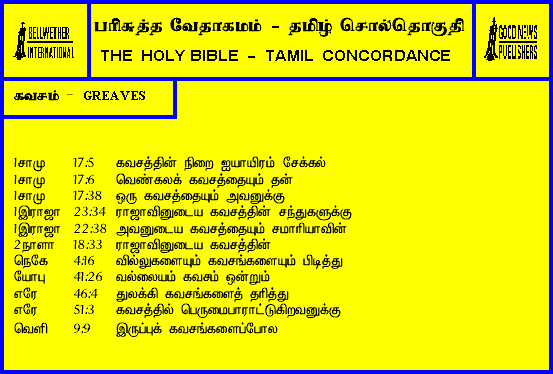 BELLWETHER
INTERNATIONAL
பரிசுத்த வேதாகமம் - தமிழ் சொல்தொகுதி
THE HOLY BIBLE - TAMIL CONCORDANCE
GOOD NEWS
PUBLISHERS
கவசம் - GREAVES
1சாமு 17:5 கவசத்தின் நிறை ஐயாயிரம் சேக்கல்
1சாமு 17:6 வெண்கலக் கவசத்தையும் தன்
1சாமு 17:38 ஒரு கவசத்தையும் அவனுக்கு
1இராஜா 23:34 ராஜாவினுடைய கவசத்தின் சந்துகளுக்கு
1இராஜா 22:38 அவனுடைய கவசத்தையும் சமாரியாவின்
2நாளா 18:33 ராஜாவினுடைய கவசத்தின்
நெகே 4:16 வில்லுகளையும் கவசங்களையும் பிடித்து
யோபு 41:26 வல்லையம் கவசம் ஒன்றும்
எரே 46:4 துலக்கி கவசங்களைத் தரித்து
எரே 51:3 கவசத்தில் பெருமைபாராட்டுகிறவனுக்கு
வெளி 9:9 இருப்புக் கவசங்களைப்போல